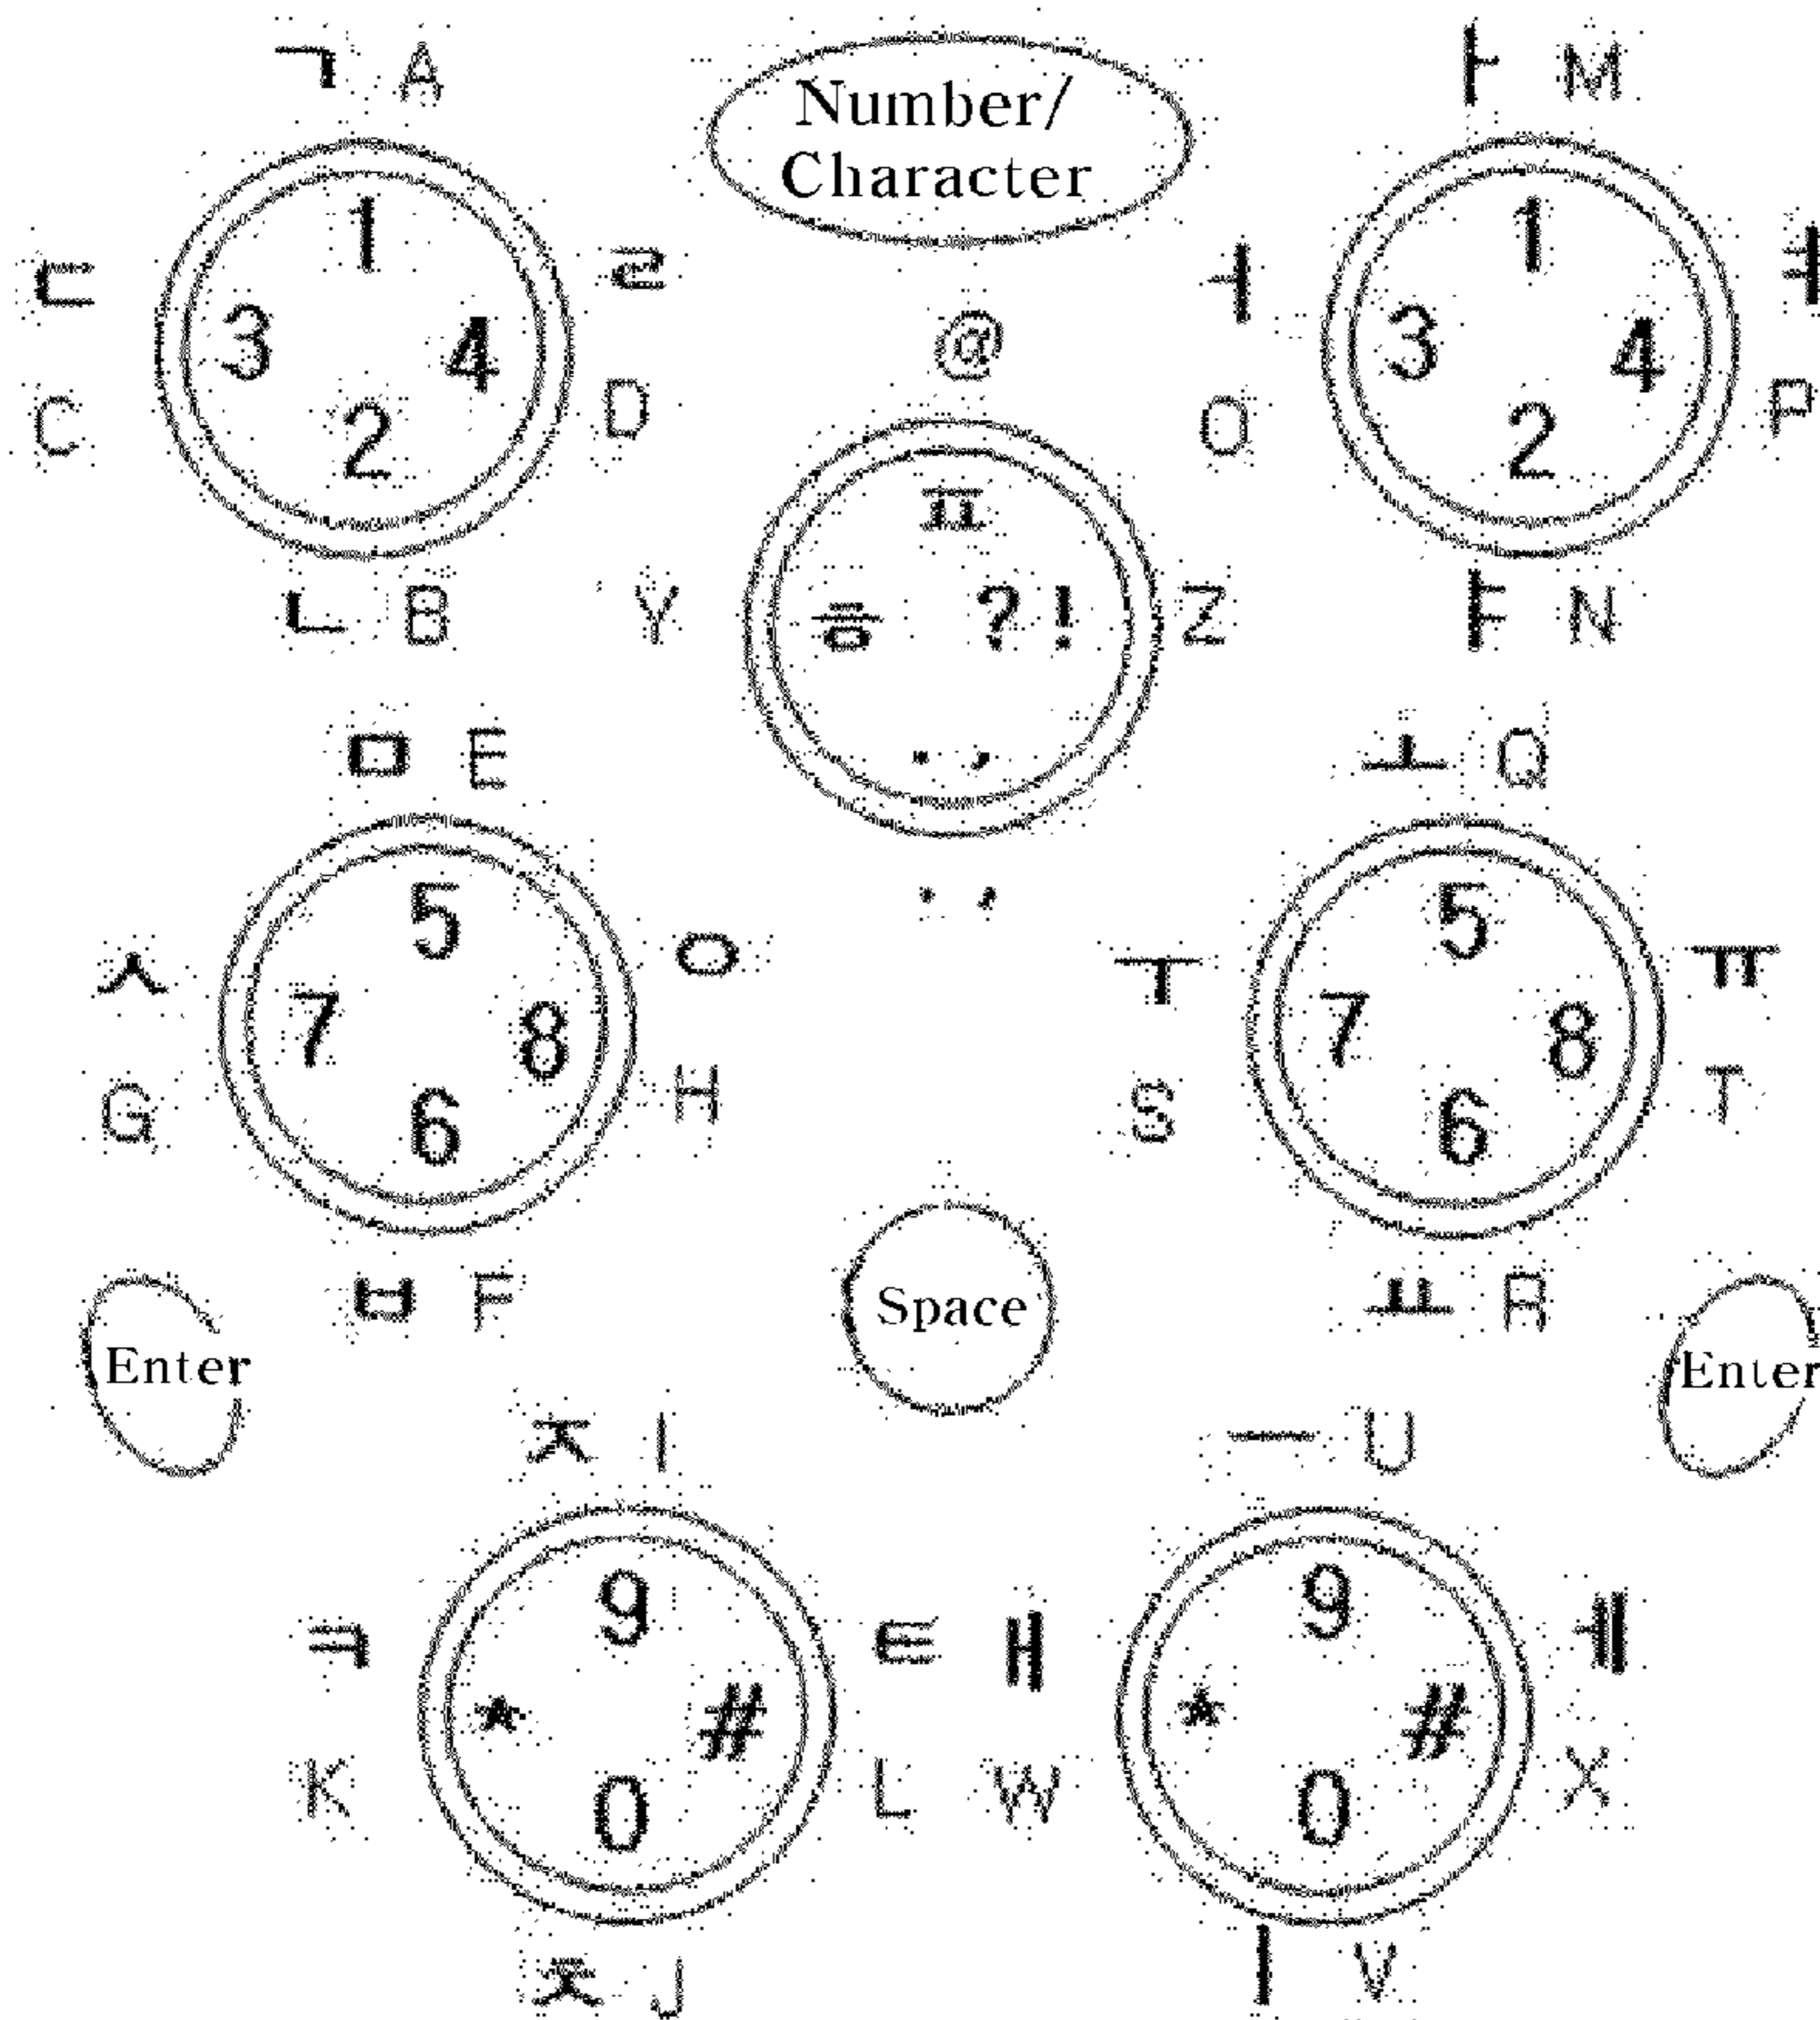 ㄱ A
Number/
Character
ㅏ M
1
ㄷ 3 4 ㄹ
C D
2
ㄴ B
@
1
ㅓ 3 4 ㅕ
O P
2
ㅑ N
ㅍ
Y ㅎ ? ! Z
. ,
. ,
ㅁ E
5
ㅅ 7 8 ㅇ
G H
6
ㅂ F
ㅗ Q
5
ㅜ 7 8 ㅠ
S T
6
ㅛ R
Enter
Space
Enter
ㅈ I
9
ㅋ * # ㅌ
K L
0
ㅊ J
ㅡ U
9
ㅐ * # ㅔ
W X
0
ㅣ V